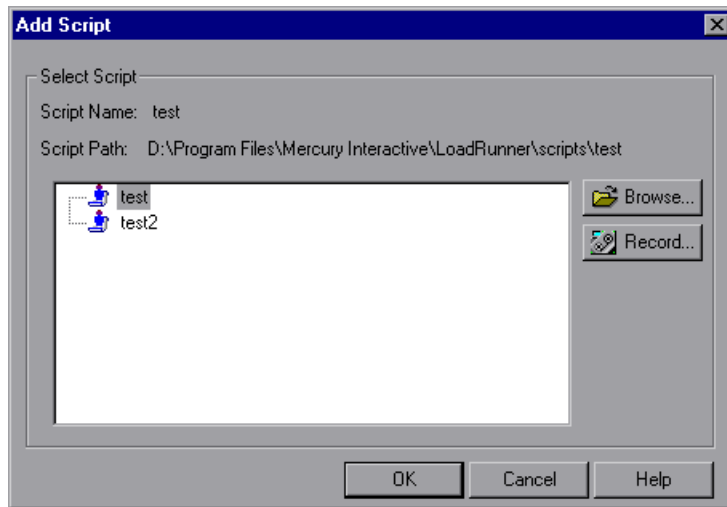 Add Script
Select Script
Script Name: test
Script Path: D:\Program Files\Mercury Interactive\LoadRunner\scripts\test
test
test2
Browse...
Record...
OK
Cancel
Help